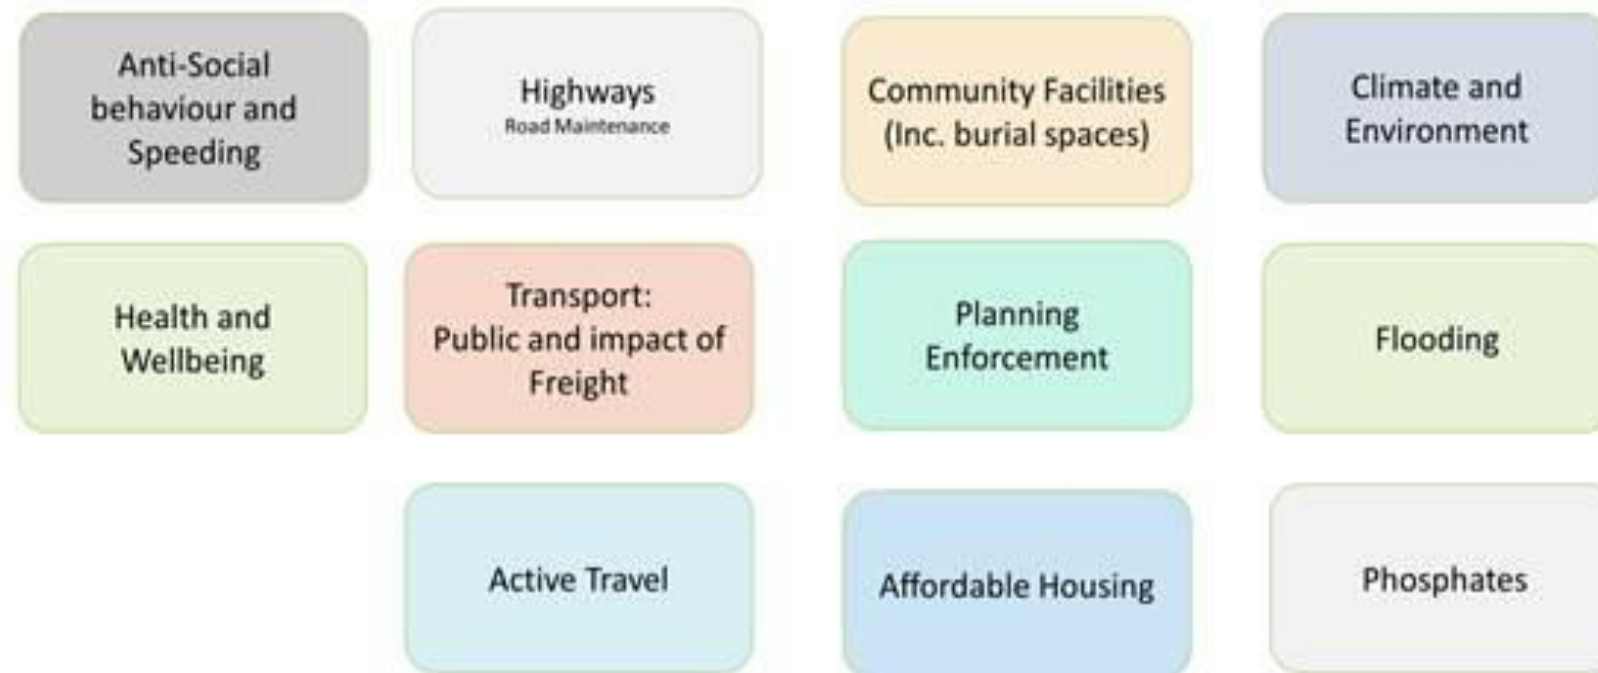 Anti-Social
behaviour and
Speeding
Highways
Road Maintenance
Community Facilities
(Inc. burial spaces)
Climate and
Environment
Health and
Wellbeing
Transport:
Public and impact of
Freight
Planning
Enforcement
Flooding
Active Travel
Affordable Housing
Phosphates